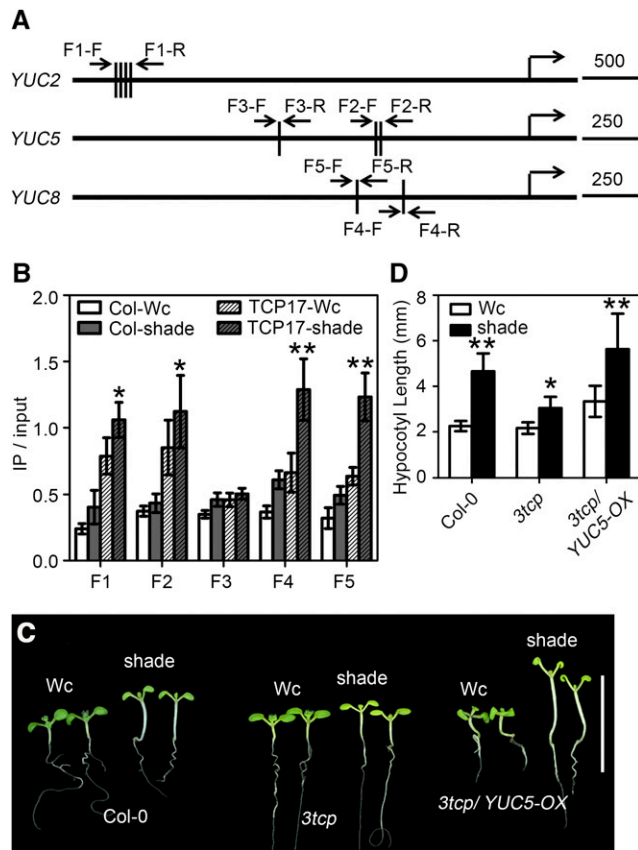 A
F1-F F1-R
YUC2
500
F3-F F3-R F2-F F2-R
YUC5
250
F5-F F5-R
YUC8
250
F4-F F4-R
B
2.0
1.5
1.0
0.5
0.0
IP / input
Col-Wc
Col-shade
TCP17-Wc
TCP17-shade
*
*
**
**
F1 F2 F3 F4 F5
D
8
6
4
2
0
Hypocotyl Length (mm)
Wc
shade
**
*
**
Col-0
3tcp
3tcp/
YUC5-OX
C
Wc
shade
Col-0
Wc
shade
3tcp
Wc
shade
3tcp/ YUC5-OX